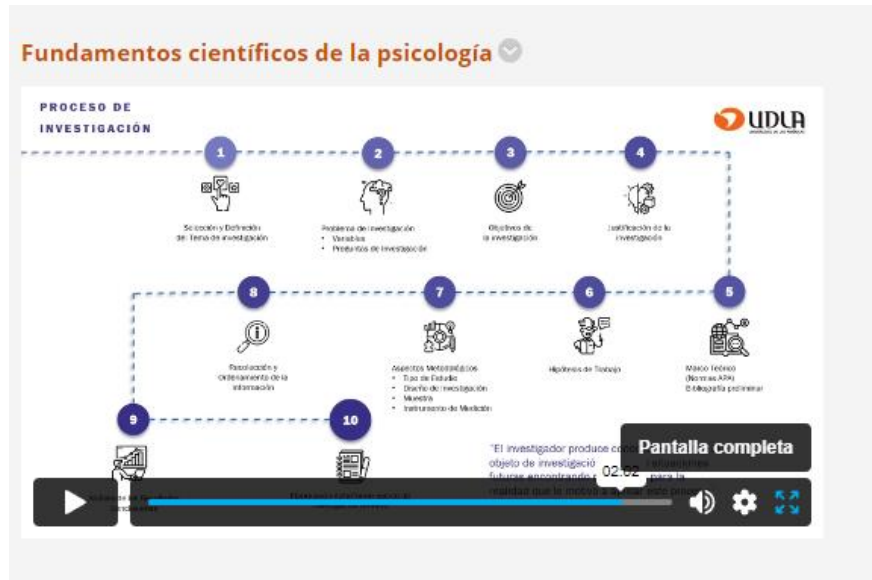 Fundamentos científicos de la psicología
PROCESO DE
INVESTIGACIÓN
UDLA
1
2
3
4
Selección y Definición
del Tema de investigación
Problema de Investigación
• Variables
• Preguntas de Investigación
Objetivos de
la investigación
Justificación de la
investigación
8
7
6
5
Recolección y
Ordenamiento de la
Información
Aspectos Metodológicos
• Tipo de Estudio
• Diseño de Investigación
• Muestra
• Instrumento de Medición
Hipótesis de Trabajo
Marco Teórico
(Normas APA)
Bibliografía preliminar
9
10
"El investigador produce
objeto de
futuras encontrando para la
realidad que le motivó a
Pantalla completa
02:02